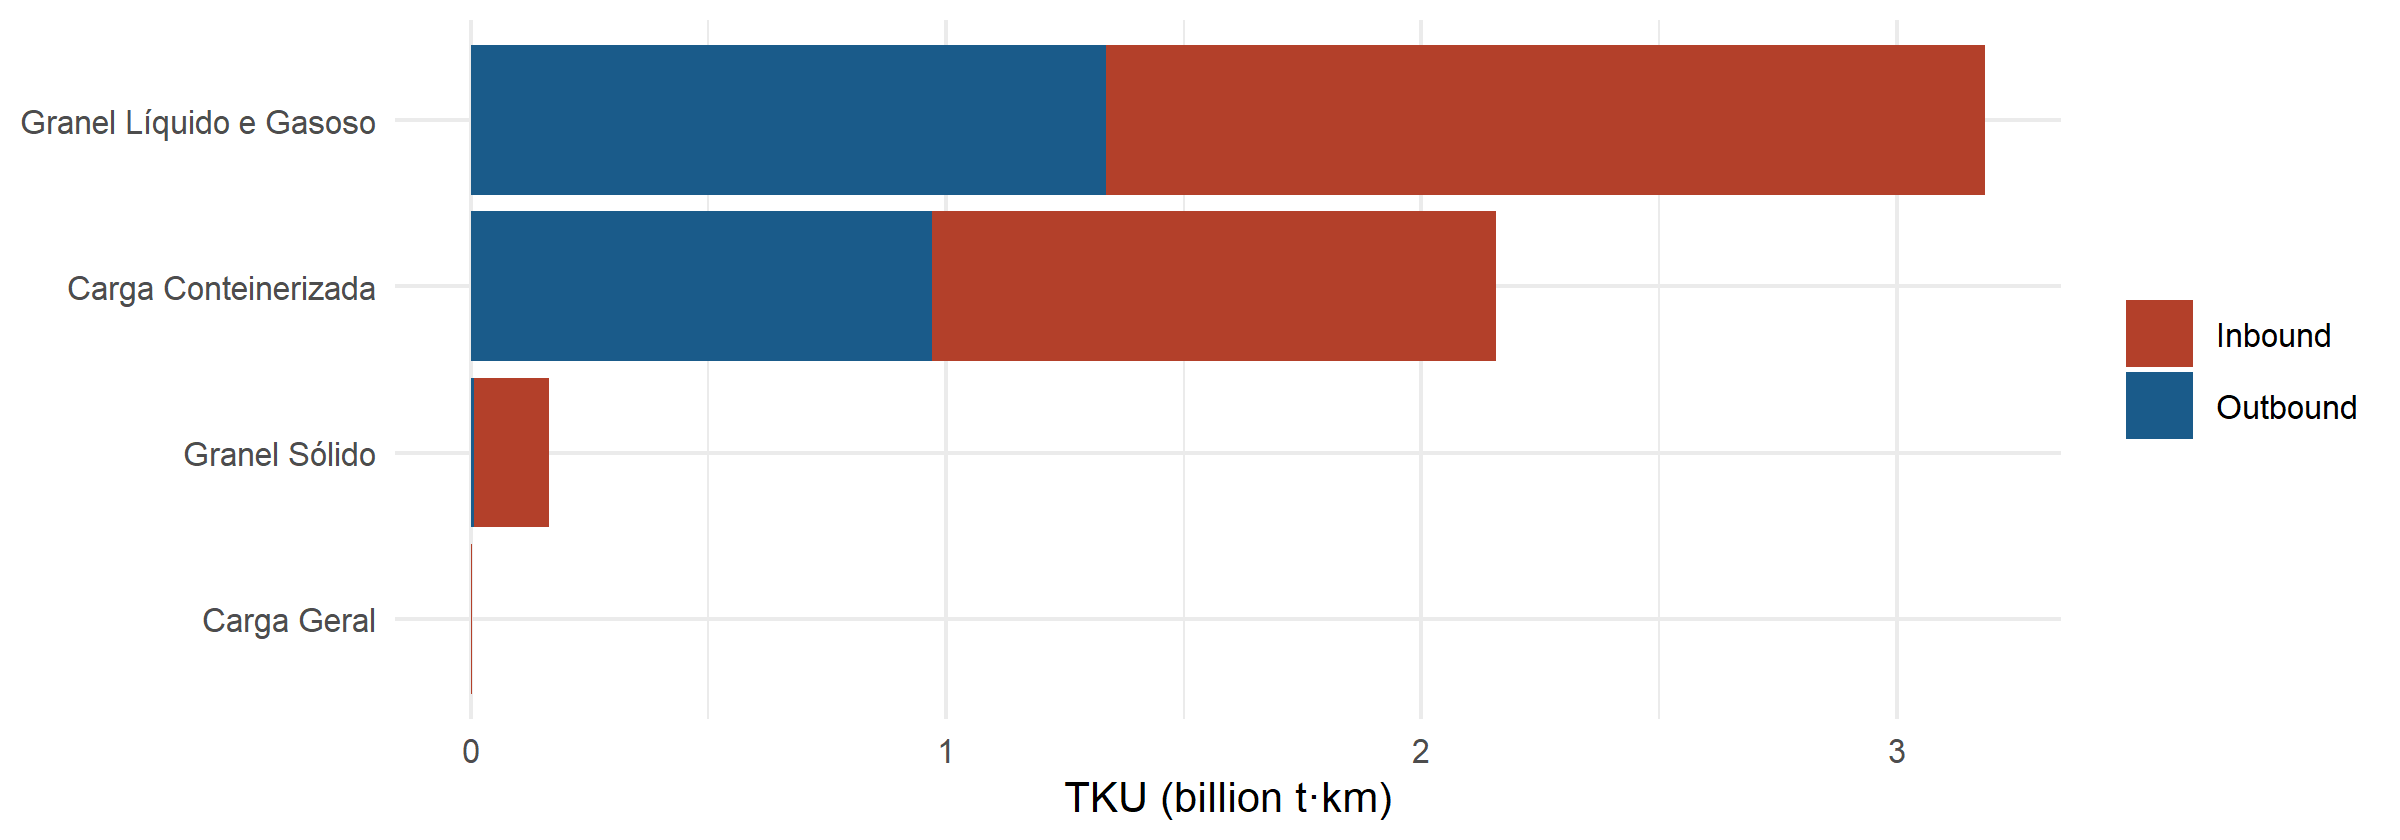 Granel Líquido e Gasoso
Carga Conteinerizada
Granel Sólido
Carga Geral
0 1 2 3
TKU (billion t·km)
Inbound
Outbound